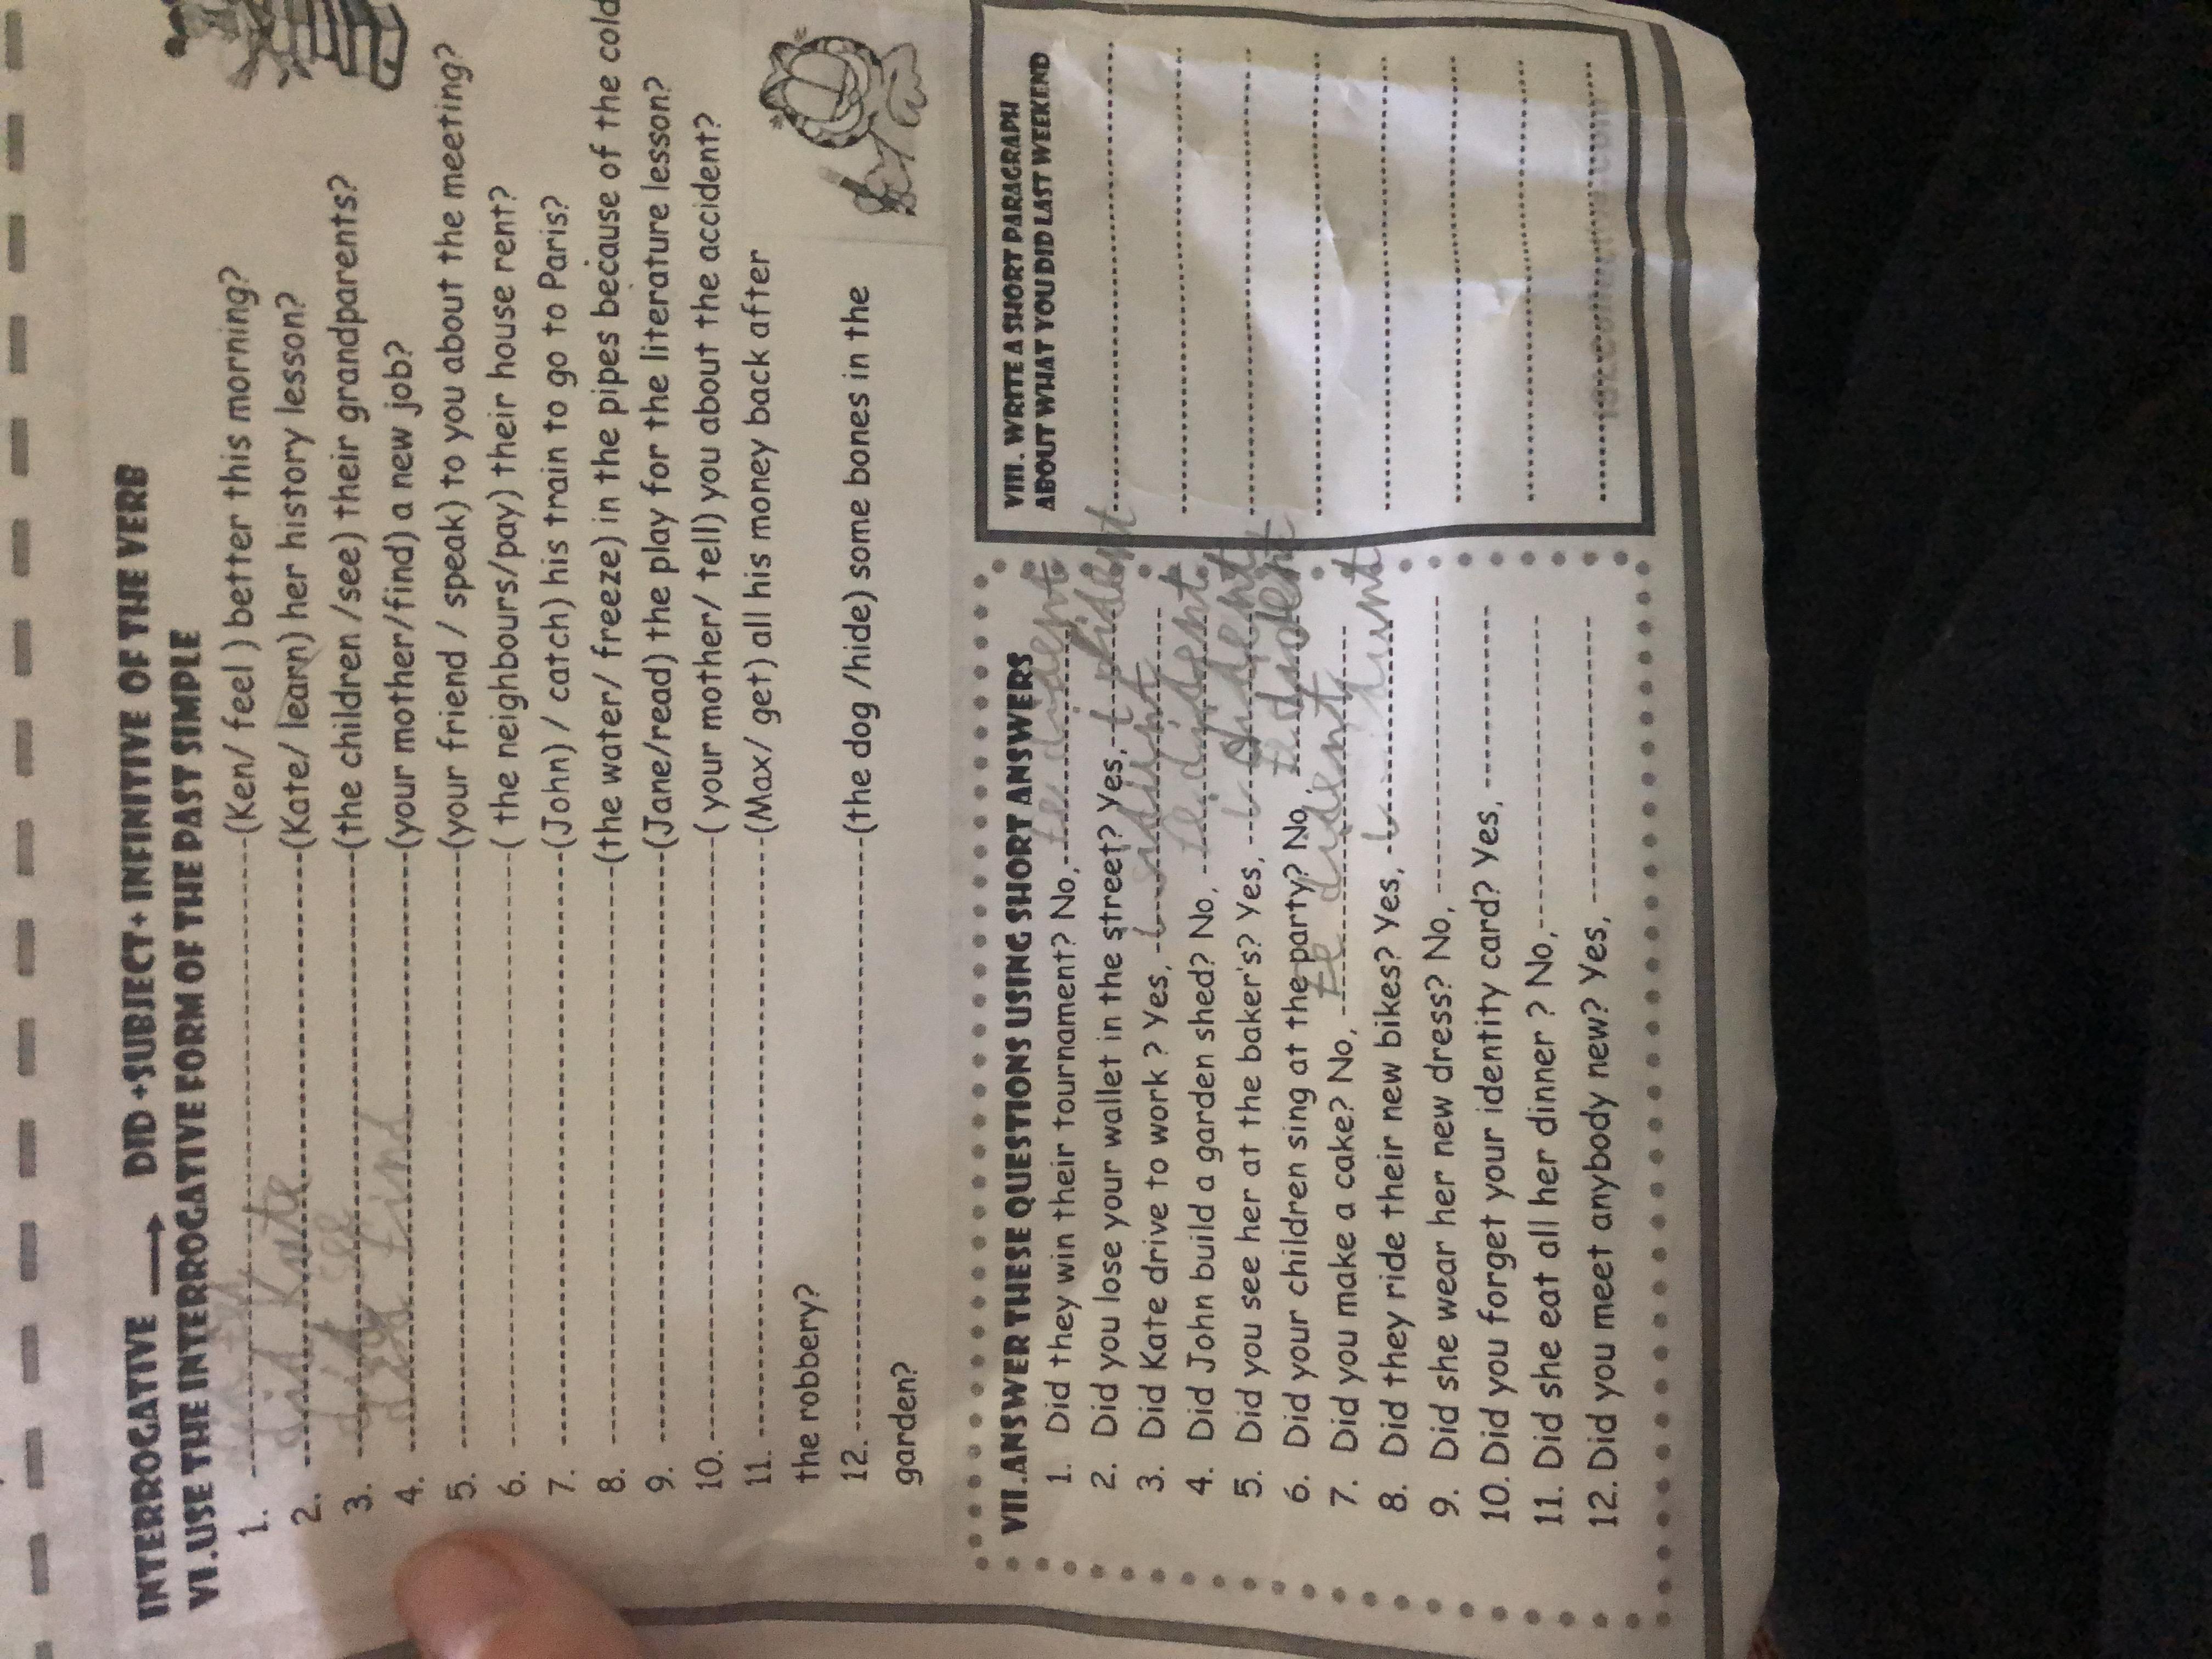 INTERROGATIVE → DID +SUBJECT+ INFINITIVE OF THE VERB
VI.USE THE INTERROGATIVE FORM OF THE PAST SIMPLE
1. (Ken/ feel ) better this morning?
2. did Kate (Kate/ learn) her history lesson?
3. did see (the children /see) their grandparents?
4. did find (your mother/find) a new job?
5. (your friend / speak) to you about the meeting?
6. ( the neighbours/pay) their house rent?
7. (John) / catch) his train to go to Paris?
8. (the water/ freeze) in the pipes because of the cold
9. (Jane/read) the play for the literature lesson?
10. ( your mother/ tell) you about the accident?
11. (Max/ get) all his money back after
the robbery?
12. (the dog /hide) some bones in the
garden?
VII.ANSWER THESE QUESTIONS USING SHORT ANSWERS
1. Did they win their tournament? No,
2. Did you lose your wallet in the street? Yes,
3. Did Kate drive to work ? Yes,
4. Did John build a garden shed? No,
5. Did you see her at the baker's? Yes,
6. Did your children sing at the party? No,
7. Did you make a cake? No,
8. Did they ride their new bikes? Yes,
9. Did she wear her new dress? No,
10. Did you forget your identity card? Yes,
11. Did she eat all her dinner ? No,
12. Did you meet anybody new? Yes,
VIII. WRITE A SHORT PARAGRAPH
ABOUT WHAT YOU DID LAST WEEKEND